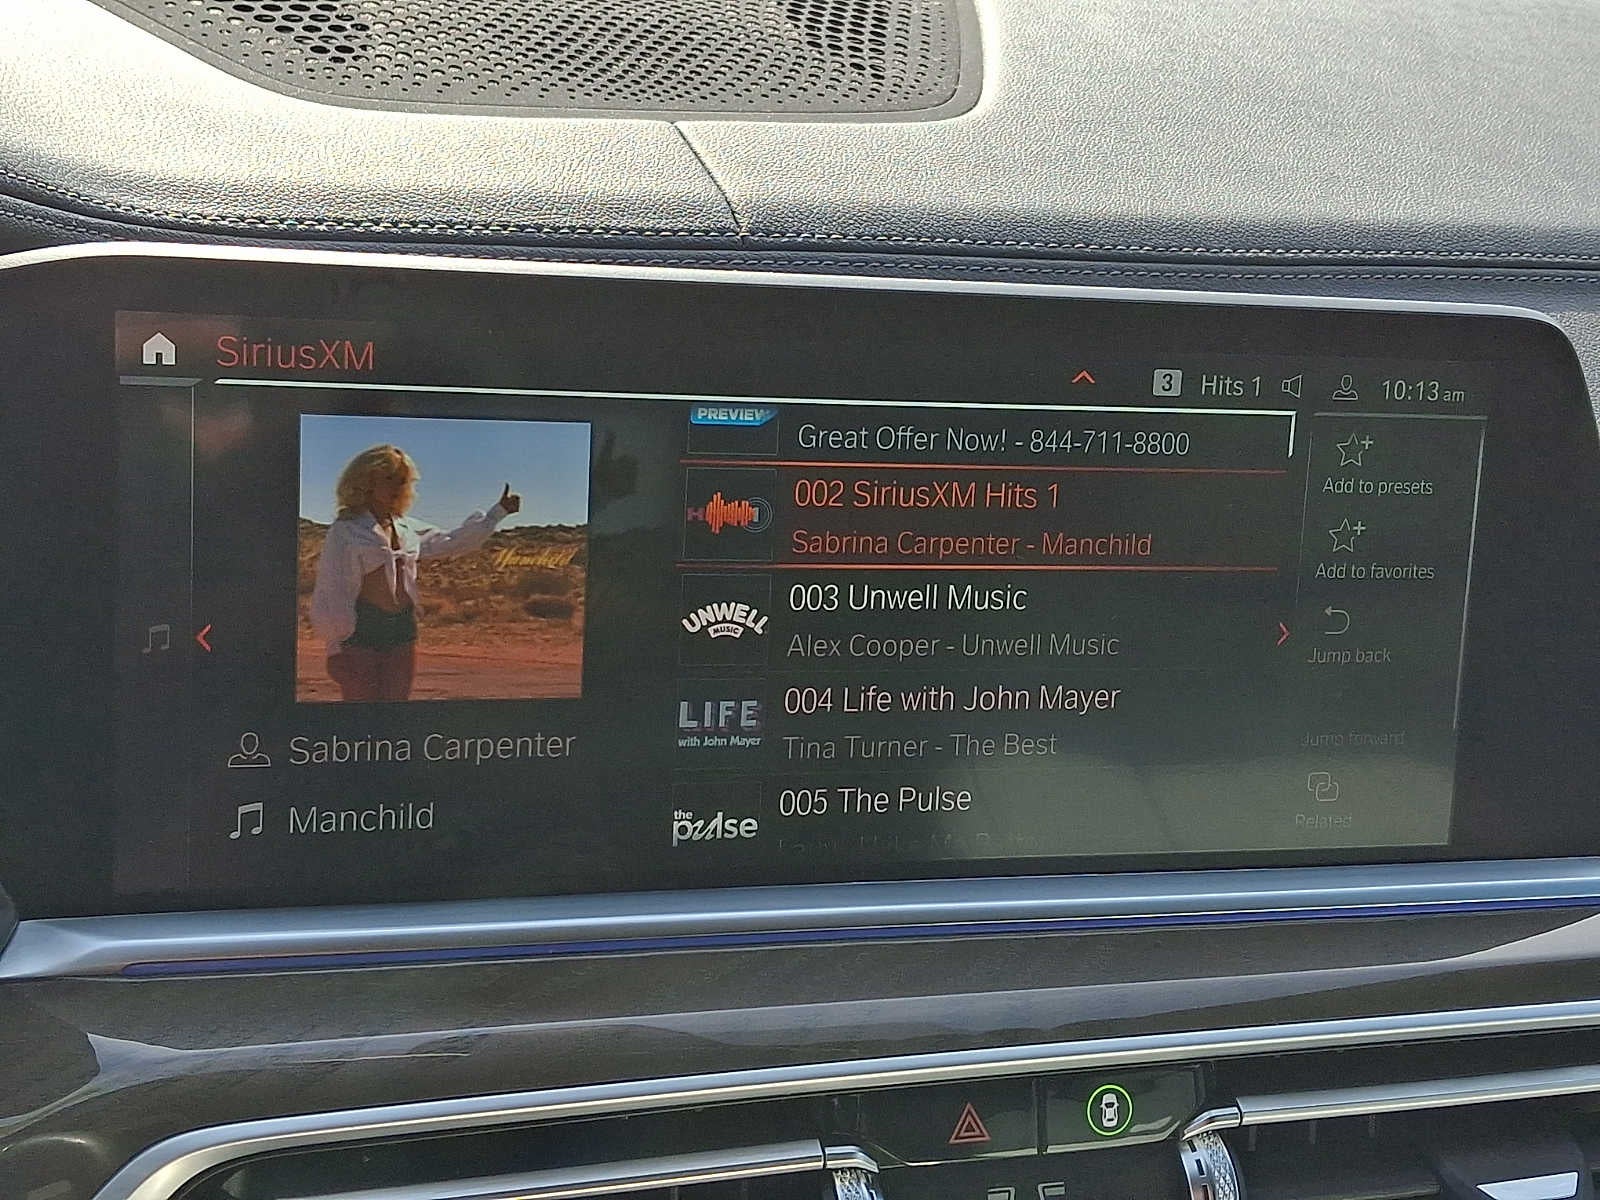 SiriusXM
3 Hits 1 10:13 am
PREVIEW
Great Offer Now! - 844-711-8800
002 SiriusXM Hits 1
Sabrina Carpenter - Manchild
UNWELL
MUSIC
003 Unwell Music
Alex Cooper - Unwell Music
LIFE
with John Mayer
004 Life with John Mayer
Tina Turner - The Best
the
pulse
005 The Pulse
Manchild
Sabrina Carpenter
Manchild
Add to presets
Add to favorites
Jump back
Jump forward
Related